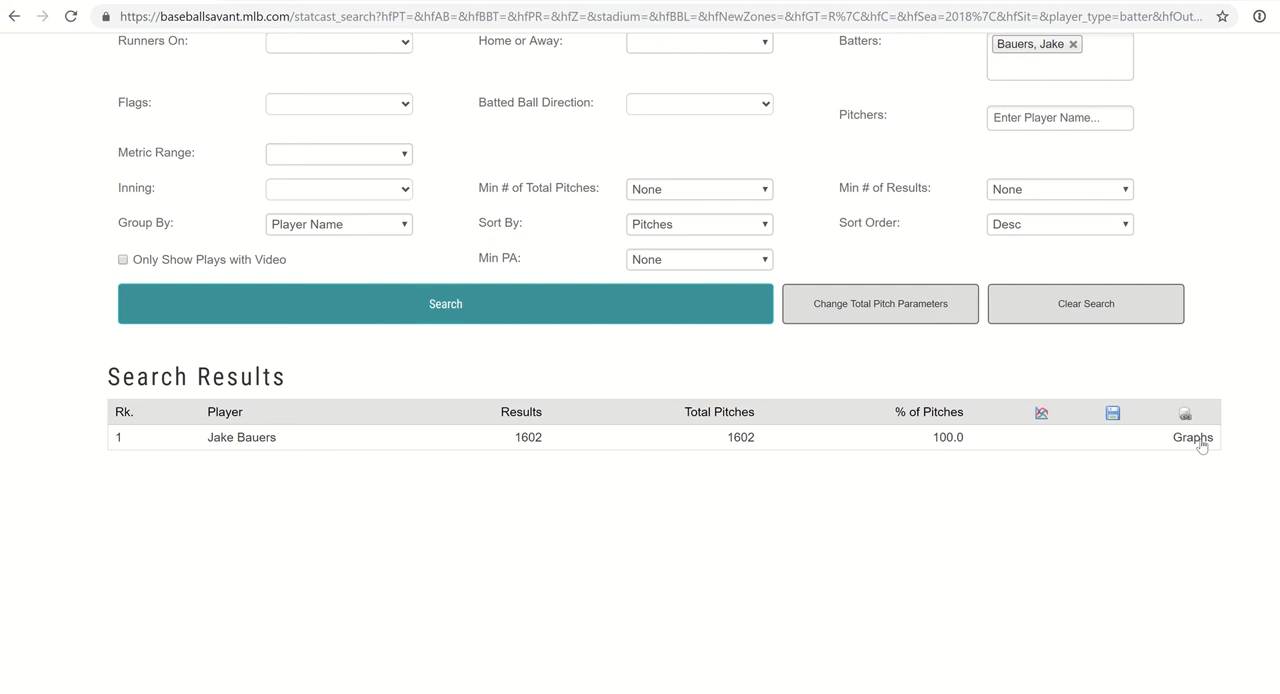 https://baseballsavant.mlb.com/statcast_search?hfPT=&hfAB=&hfBBT=&hfPR=&hfZ=&stadium=&hfBBL=&hfNewZones=&hfGT=R%7C&hfC=&hfSea=2018%7C&hfSit=&player_type=batter&hfOut...
Runners On: Home or Away: Batters: Bauers, Jake ×
Flags: Batted Ball Direction: Pitchers: Enter Player Name...
Metric Range:
Inning: Min # of Total Pitches: None Min # of Results: None
Group By: Player Name Sort By: Pitches Sort Order: Desc
Only Show Plays with Video Min PA: None
Search Change Total Pitch Parameters Clear Search
Search Results
Rk. Player Results Total Pitches % of Pitches
1 Jake Bauers 1602 1602 100.0 Graphs